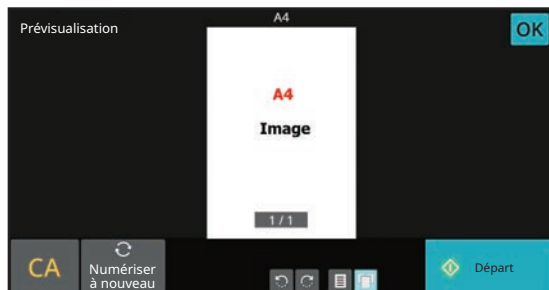 A4
Prévisualisation
OK
A4
Image
1 / 1
CA
Numériser
à nouveau
Départ